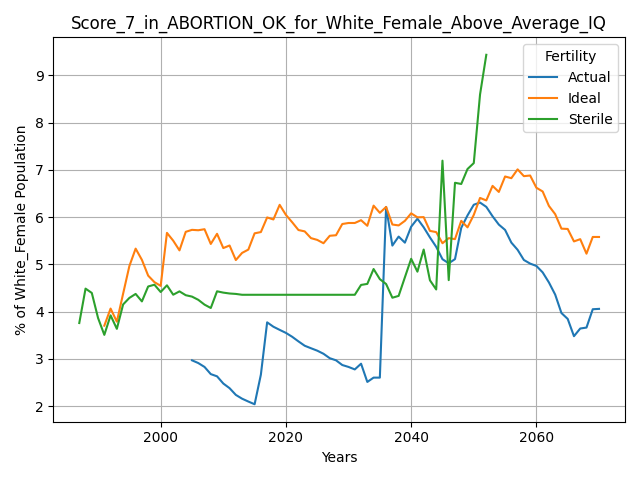 Score_7_in_ABORTION_OK_for_White_Female_Above_Average_IQ
Fertility
Actual
Ideal
Sterile
% of White_Female Population
9
8
7
6
5
4
3
2
2000 2020 2040 2060
Years